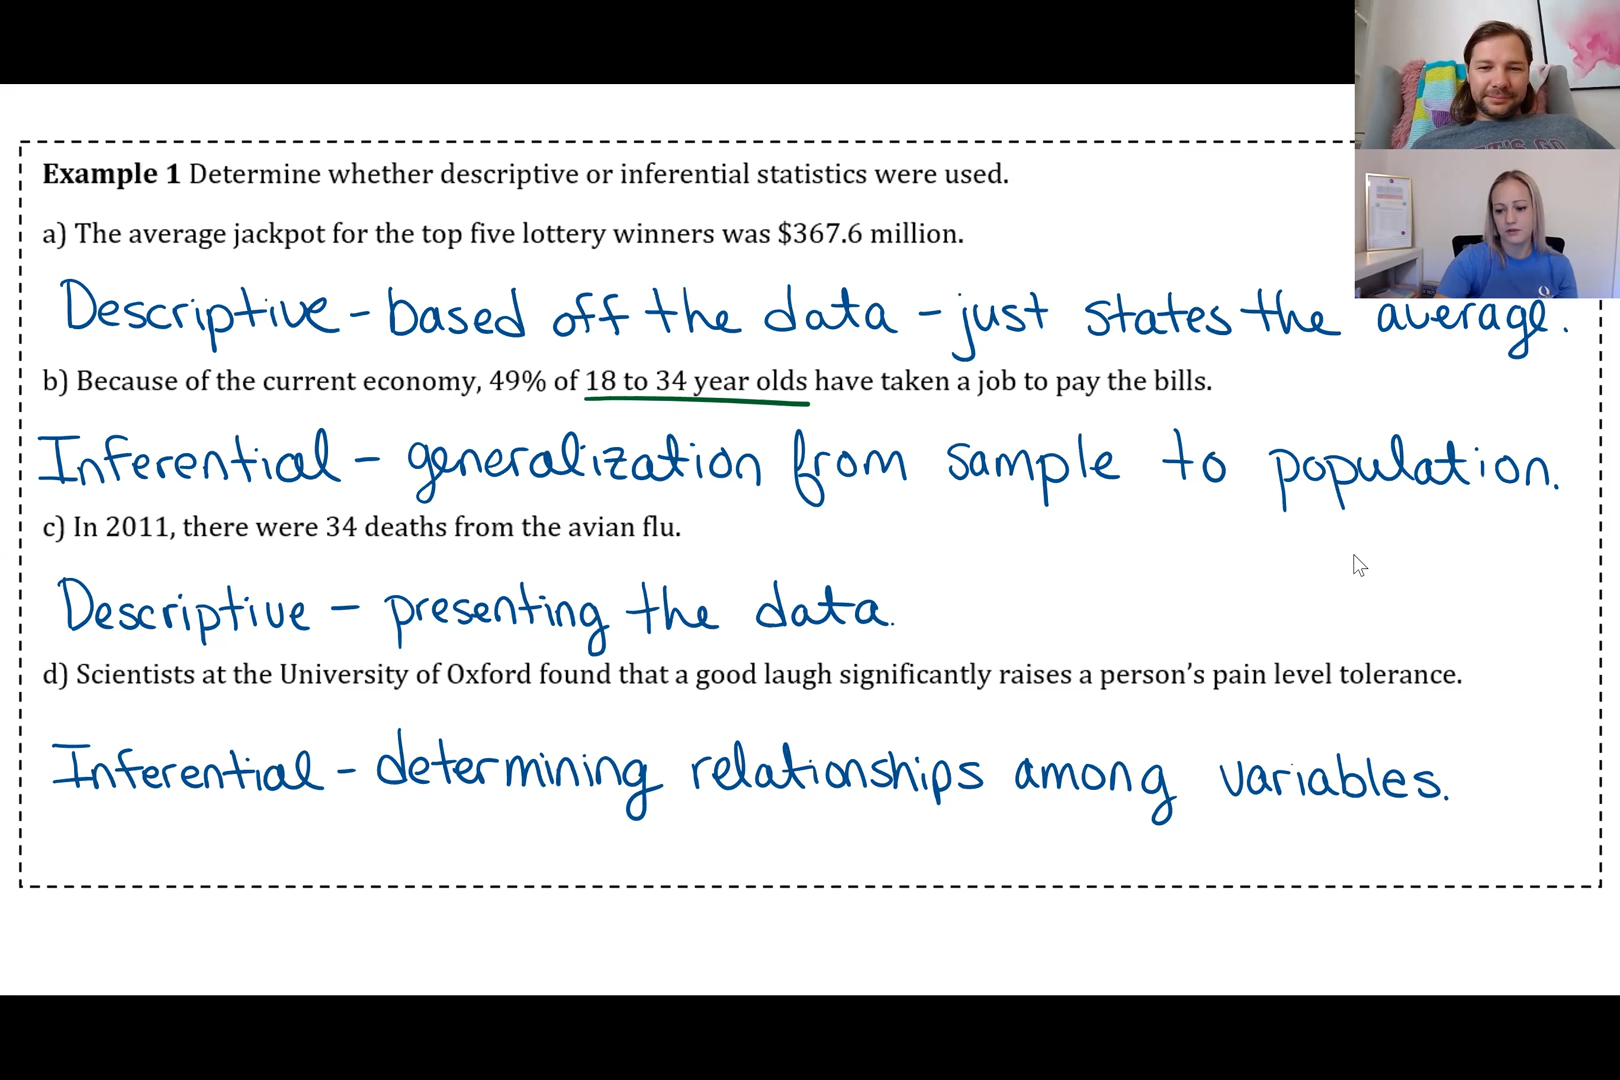 Example 1 Determine whether descriptive or inferential statistics were used.
a) The average jackpot for the top five lottery winners was $367.6 million.
Descriptive - based off the data - just states the average.
b) Because of the current economy, 49% of 18 to 34 year olds have taken a job to pay the bills.
Inferential - generalization from sample to population.
c) In 2011, there were 34 deaths from the avian flu.
Descriptive - presenting the data.
d) Scientists at the University of Oxford found that a good laugh significantly raises a person's pain level tolerance.
Inferential - determining relationships among variables.